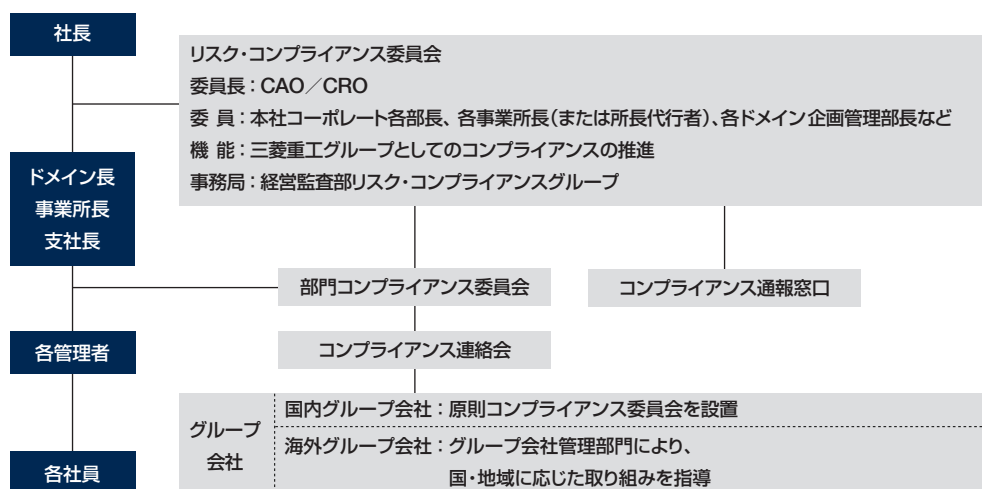 社長
リスク・コンプライアンス委員会
委員長：CAO／CRO
委 員：本社コーポレート各部長、各事業所長（または所長代行者）、各ドメイン企画管理部長など
機 能：三菱重工グループとしてのコンプライアンスの推進
事務局：経営監査部リスク・コンプライアンスグループ
ドメイン長
事業所長
支社長
部門コンプライアンス委員会
コンプライアンス通報窓口
各管理者
コンプライアンス連絡会
グループ
会社
国内グループ会社：原則コンプライアンス委員会を設置
海外グループ会社：グループ会社管理部門により、
国・地域に応じた取り組みを指導
各社員